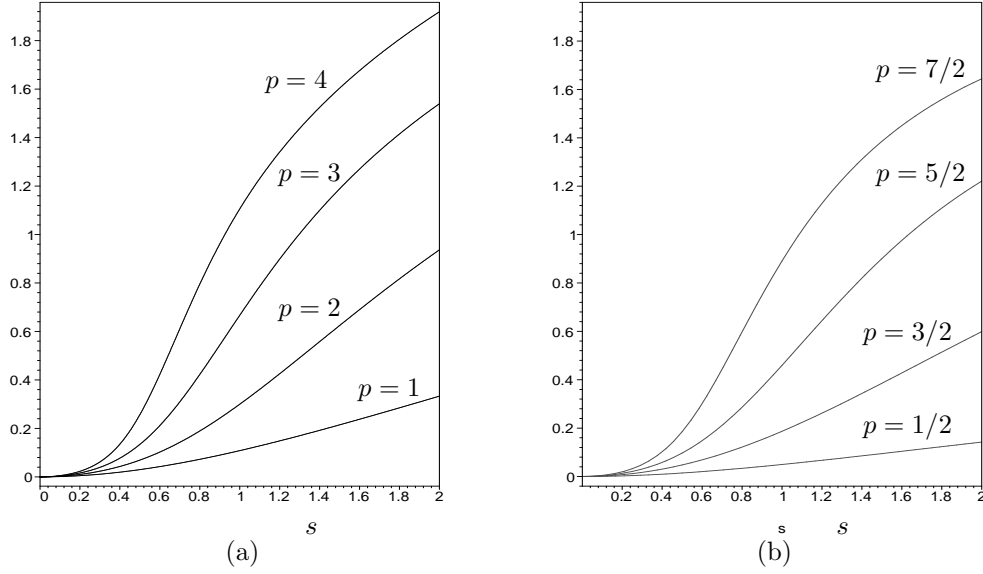 1.8
1.6
1.4
1.2
1
0.8
0.6
0.4
0.2
0
p = 4
p = 3
p = 2
p = 1
0 0.2 0.4 0.6 0.8 1 1.2 1.4 1.6 1.8 2
s
(a)
1.8
1.6
1.4
1.2
1
0.8
0.6
0.4
0.2
0
p = 7/2
p = 5/2
p = 3/2
p = 1/2
0.2 0.4 0.6 0.8 1 1.2 1.4 1.6 1.8 2
s s
(b)